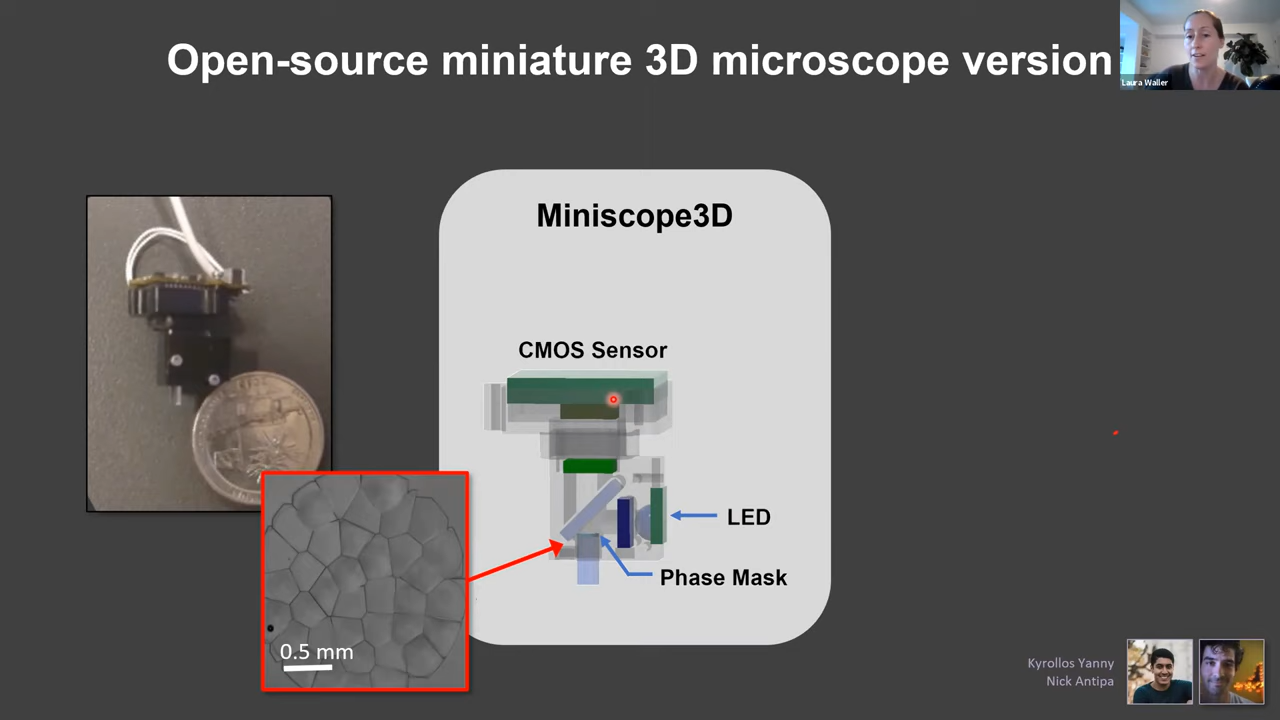 Open-source miniature 3D microscope version
Laura Waller
Miniscope3D
CMOS Sensor
LED
Phase Mask
0.5 mm
Kyrollos Yanny
Nick Antipa